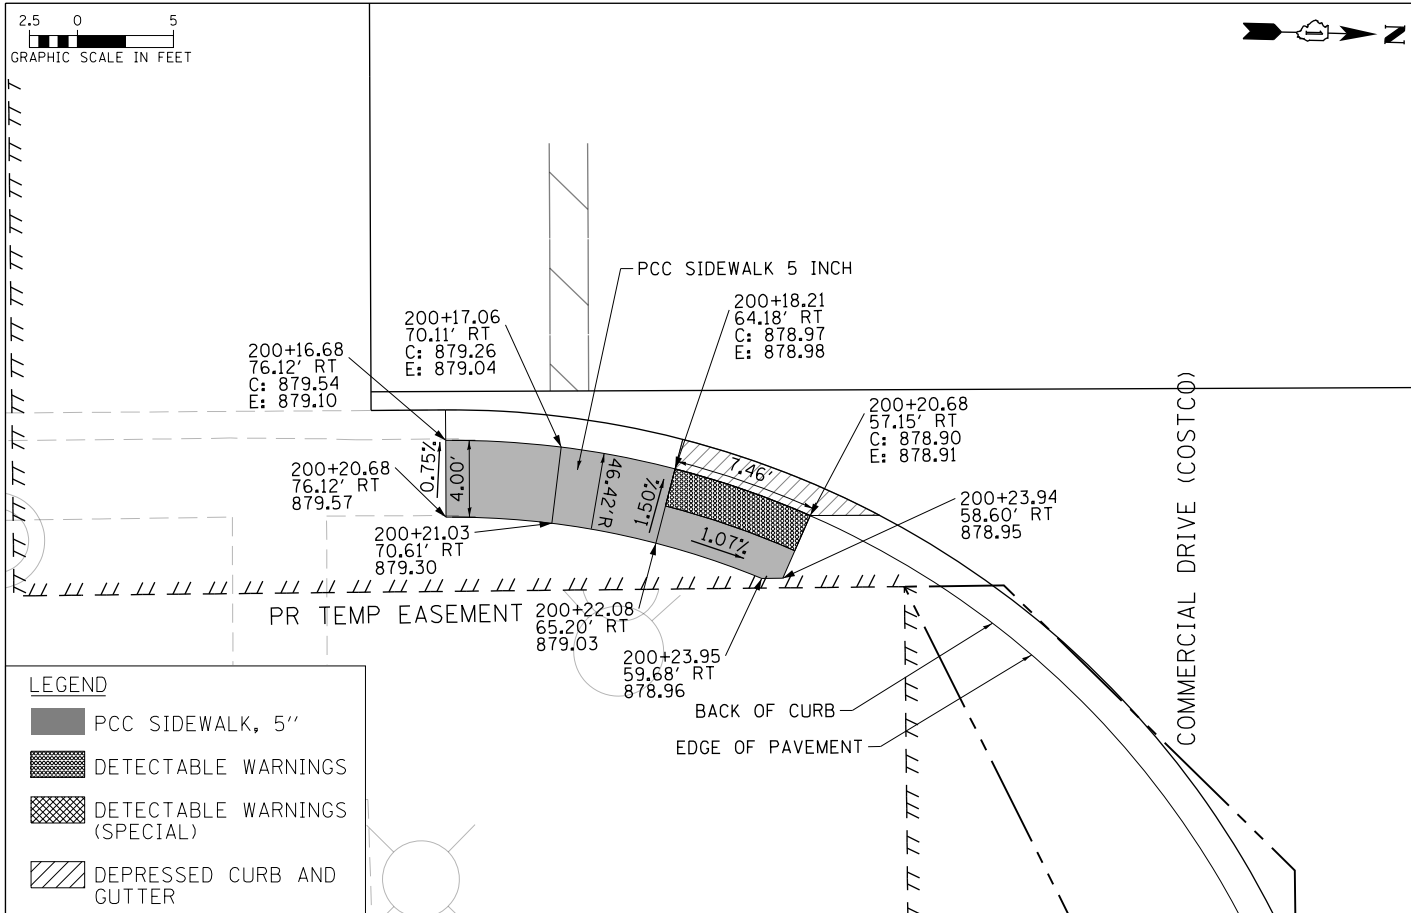 2.5 0 5
GRAPHIC SCALE IN FEET
N
PCC SIDEWALK 5 INCH
200+17.06
70.11' RT
C: 879.26
E: 879.04
200+18.21
64.18' RT
C: 878.97
E: 878.98
200+16.68
76.12' RT
C: 879.54
E: 879.10
200+20.68
57.15' RT
C: 878.90
E: 878.91
200+20.68
76.12' RT
879.57
0.75%
4.00'
46.42'R
1.50%
7.46'
1.07%
200+23.94
58.60' RT
878.95
200+21.03
70.61' RT
879.30
PR TEMP EASEMENT
200+22.08
65.20' RT
879.03
200+23.95
59.68' RT
878.96
BACK OF CURB
EDGE OF PAVEMENT
COMMERCIAL DRIVE (COSTCO)
LEGEND
PCC SIDEWALK, 5''
DETECTABLE WARNINGS
DETECTABLE WARNINGS
(SPECIAL)
DEPRESSED CURB AND
GUTTER